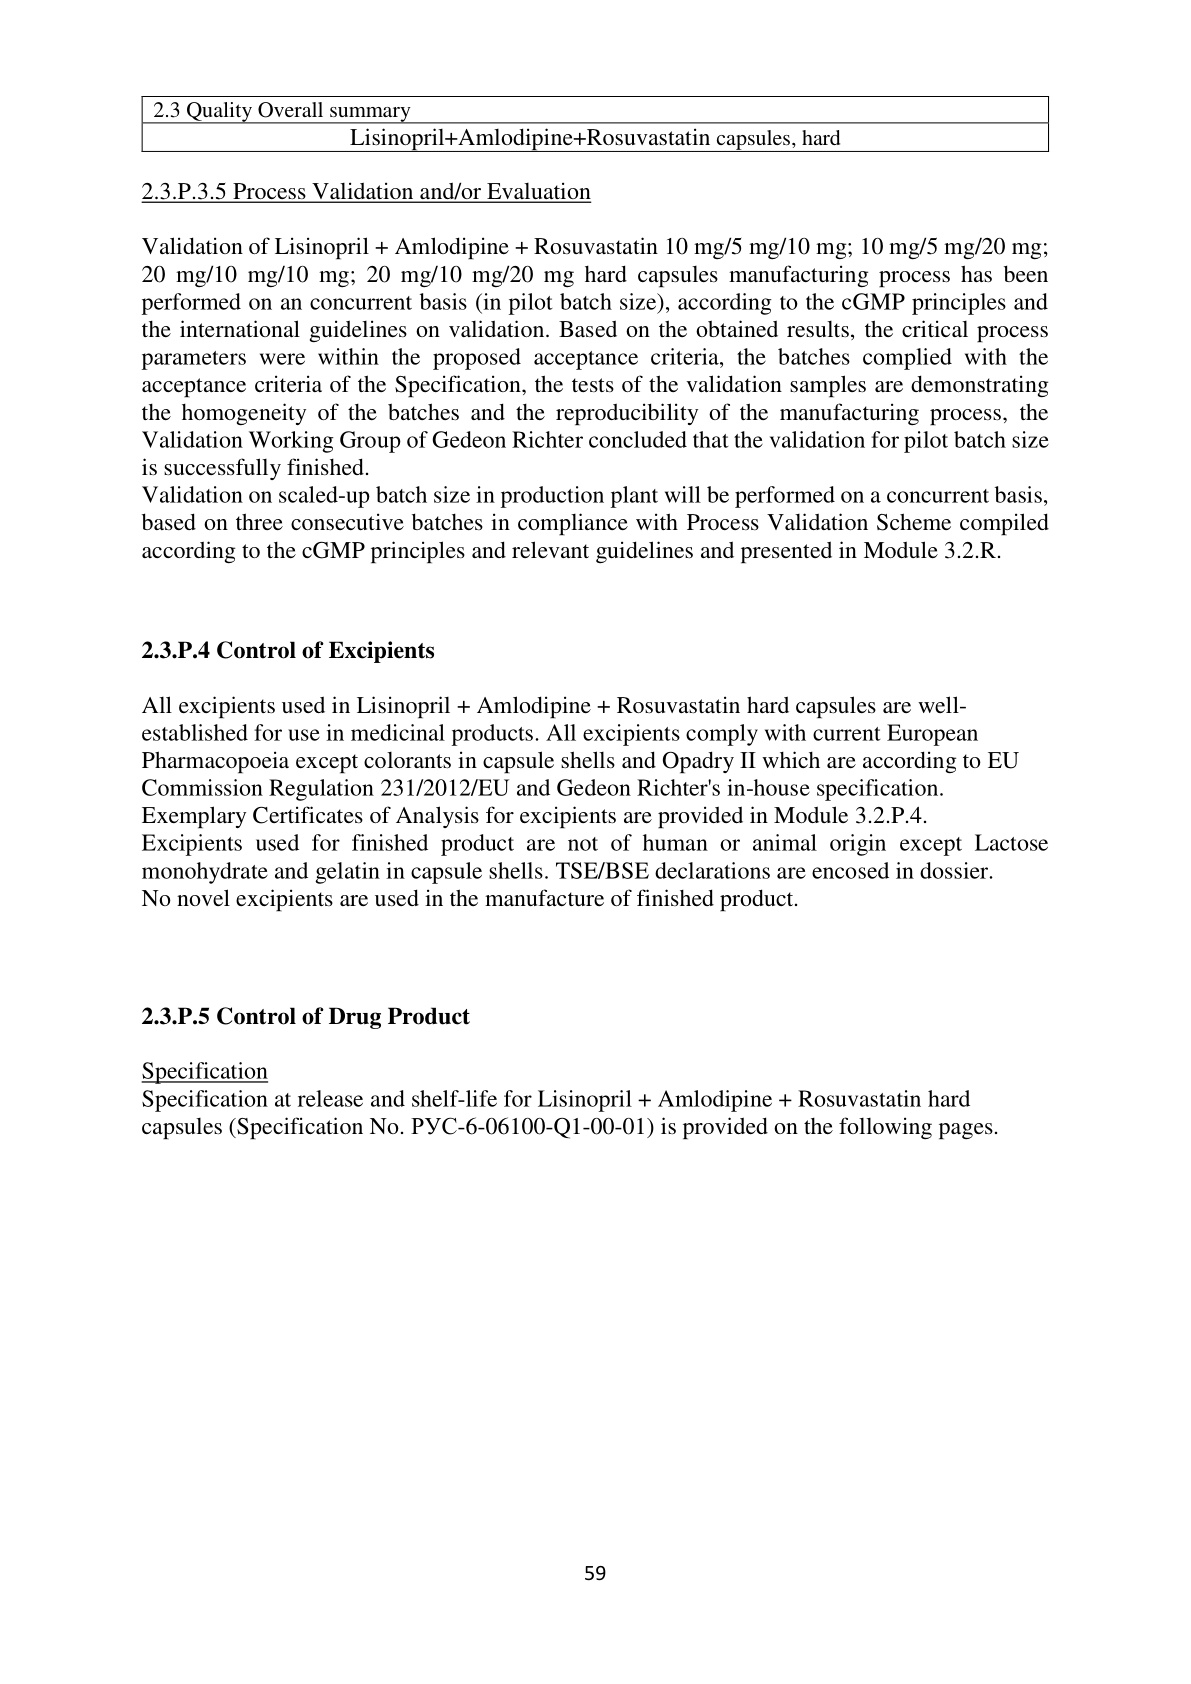 2.3 Quality Overall summary
Lisinopril+Amlodipine+Rosuvastatin capsules, hard
2.3.P.3.5 Process Validation and/or Evaluation
Validation of Lisinopril + Amlodipine + Rosuvastatin 10 mg/5 mg/10 mg; 10 mg/5 mg/20 mg;
20 mg/10 mg/10 mg; 20 mg/10 mg/20 mg hard capsules manufacturing process has been
performed on an concurrent basis (in pilot batch size), according to the cGMP principles and
the international guidelines on validation. Based on the obtained results, the critical process
parameters were within the proposed acceptance criteria, the batches complied with the
acceptance criteria of the Specification, the tests of the validation samples are demonstrating
the homogeneity of the batches and the reproducibility of the manufacturing process, the
Validation Working Group of Gedeon Richter concluded that the validation for pilot batch size
is successfully finished.
Validation on scaled-up batch size in production plant will be performed on a concurrent basis,
based on three consecutive batches in compliance with Process Validation Scheme compiled
according to the cGMP principles and relevant guidelines and presented in Module 3.2.R.
2.3.P.4 Control of Excipients
All excipients used in Lisinopril + Amlodipine + Rosuvastatin hard capsules are well-
established for use in medicinal products. All excipients comply with current European
Pharmacopoeia except colorants in capsule shells and Opadry II which are according to EU
Commission Regulation 231/2012/EU and Gedeon Richter's in-house specification.
Exemplary Certificates of Analysis for excipients are provided in Module 3.2.P.4.
Excipients used for finished product are not of human or animal origin except Lactose
monohydrate and gelatin in capsule shells. TSE/BSE declarations are encosed in dossier.
No novel excipients are used in the manufacture of finished product.
2.3.P.5 Control of Drug Product
Specification
Specification at release and shelf-life for Lisinopril + Amlodipine + Rosuvastatin hard
capsules (Specification No. РУС-6-06100-Q1-00-01) is provided on the following pages.
59